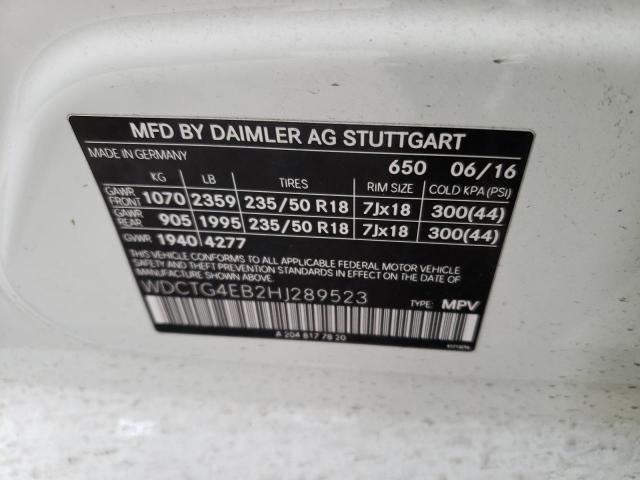 MFD BY DAIMLER AG STUTTGART
MADE IN GERMANY 650 06/16
KG LB TIRES RIM SIZE COLD KPA (PSI)
GAWR FRONT 1070 2359 235/50 R18 7Jx18 300(44)
GAWR REAR 905 1995 235/50 R18 7Jx18 300(44)
GVWR 1940 4277
THIS VEHICLE CONFORMS TO ALL APPLICABLE FEDERAL MOTOR VEHICLE
SAFETY AND THEFT PREVENTION STANDARDS IN EFFECT ON THE DATE
OF MANUFACTURE SHOWN ABOVE.
WDCTG4EB2HJ289523 TYPE: MPV
A 204 817 78 20